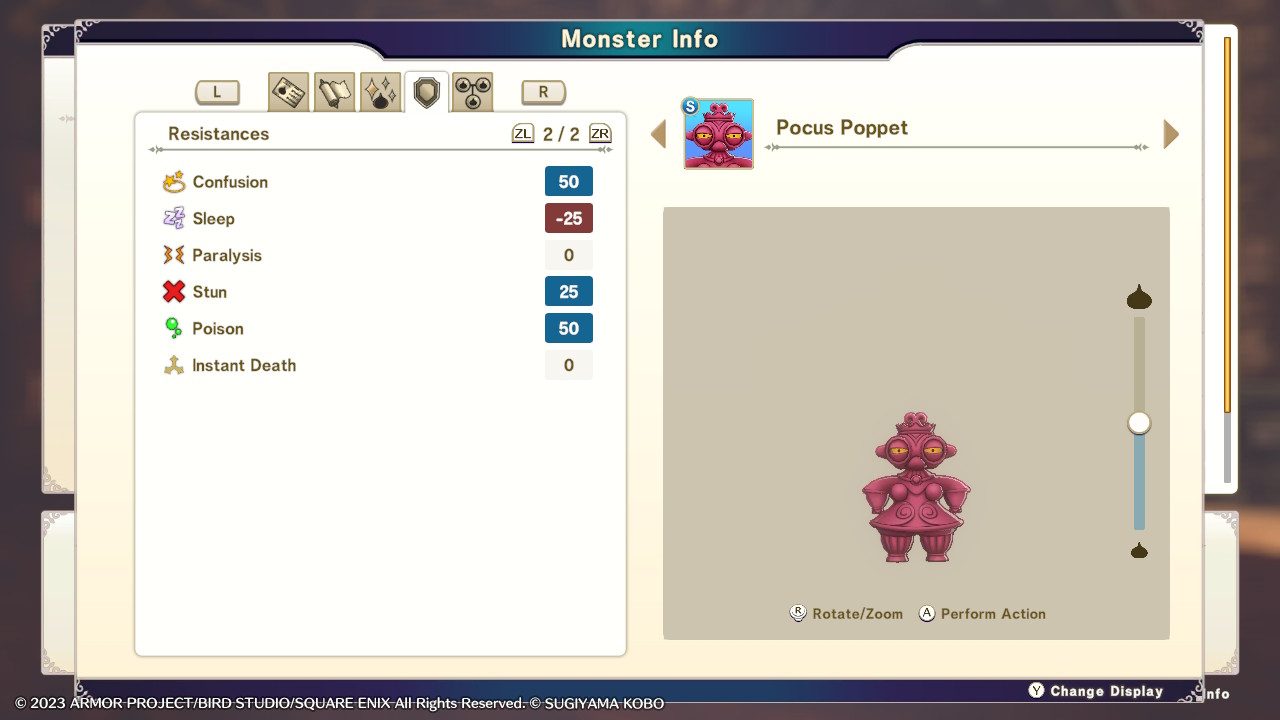 Monster Info
L
R
Resistances
ZL 2 / 2 ZR
Confusion 50
Sleep -25
Paralysis 0
Stun 25
Poison 50
Instant Death 0
S
Pocus Poppet
R Rotate/Zoom A Perform Action
Y Change Display
nfo
© 2023 ARMOR PROJECT/BIRD STUDIO/SQUARE ENIX All Rights Reserved. © SUGIYAMA KOBO